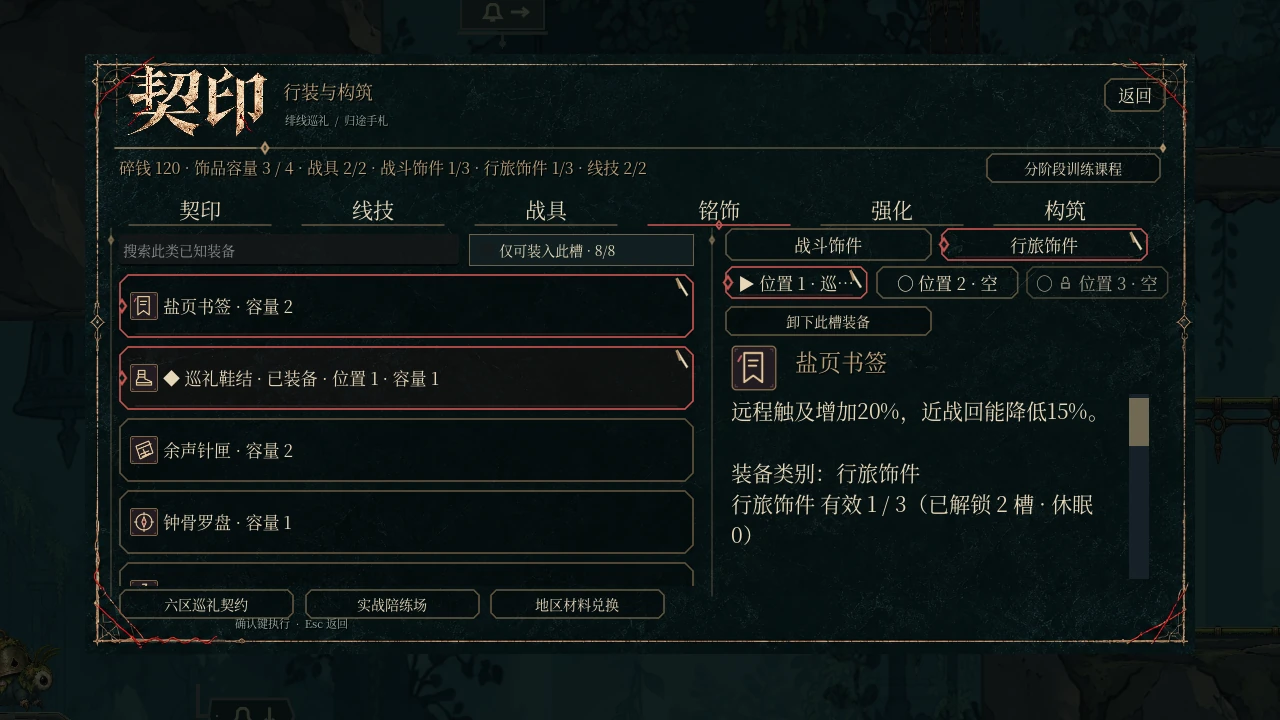 契印
行装与构筑
绯线巡礼 / 归途手札
返回
碎钱 120 · 饰品容量 3 / 4 · 战具 2/2 · 战斗饰件 1/3 · 行旅饰件 1/3 · 线技 2/2
分阶段训练课程
契印
线技
战具
铭饰
强化
构筑
搜索此类已知装备
仅可装入此槽 · 8/8
战斗饰件
行旅饰件
盐页书签 · 容量 2
▶ 位置 1 · 巡…
○ 位置 2 · 空
○ 位置 3 · 空
卸下此槽装备
◆ 巡礼鞋结 · 已装备 · 位置 1 · 容量 1
余声针匣 · 容量 2
钟骨罗盘 · 容量 1
盐页书签
远程触及增加20%，近战回能降低15%。
装备类别：行旅饰件
行旅饰件 有效 1 / 3（已解锁 2 槽 · 休眠
0）
六区巡礼契约
实战陪练场
地区材料兑换
确认键执行 · Esc 返回